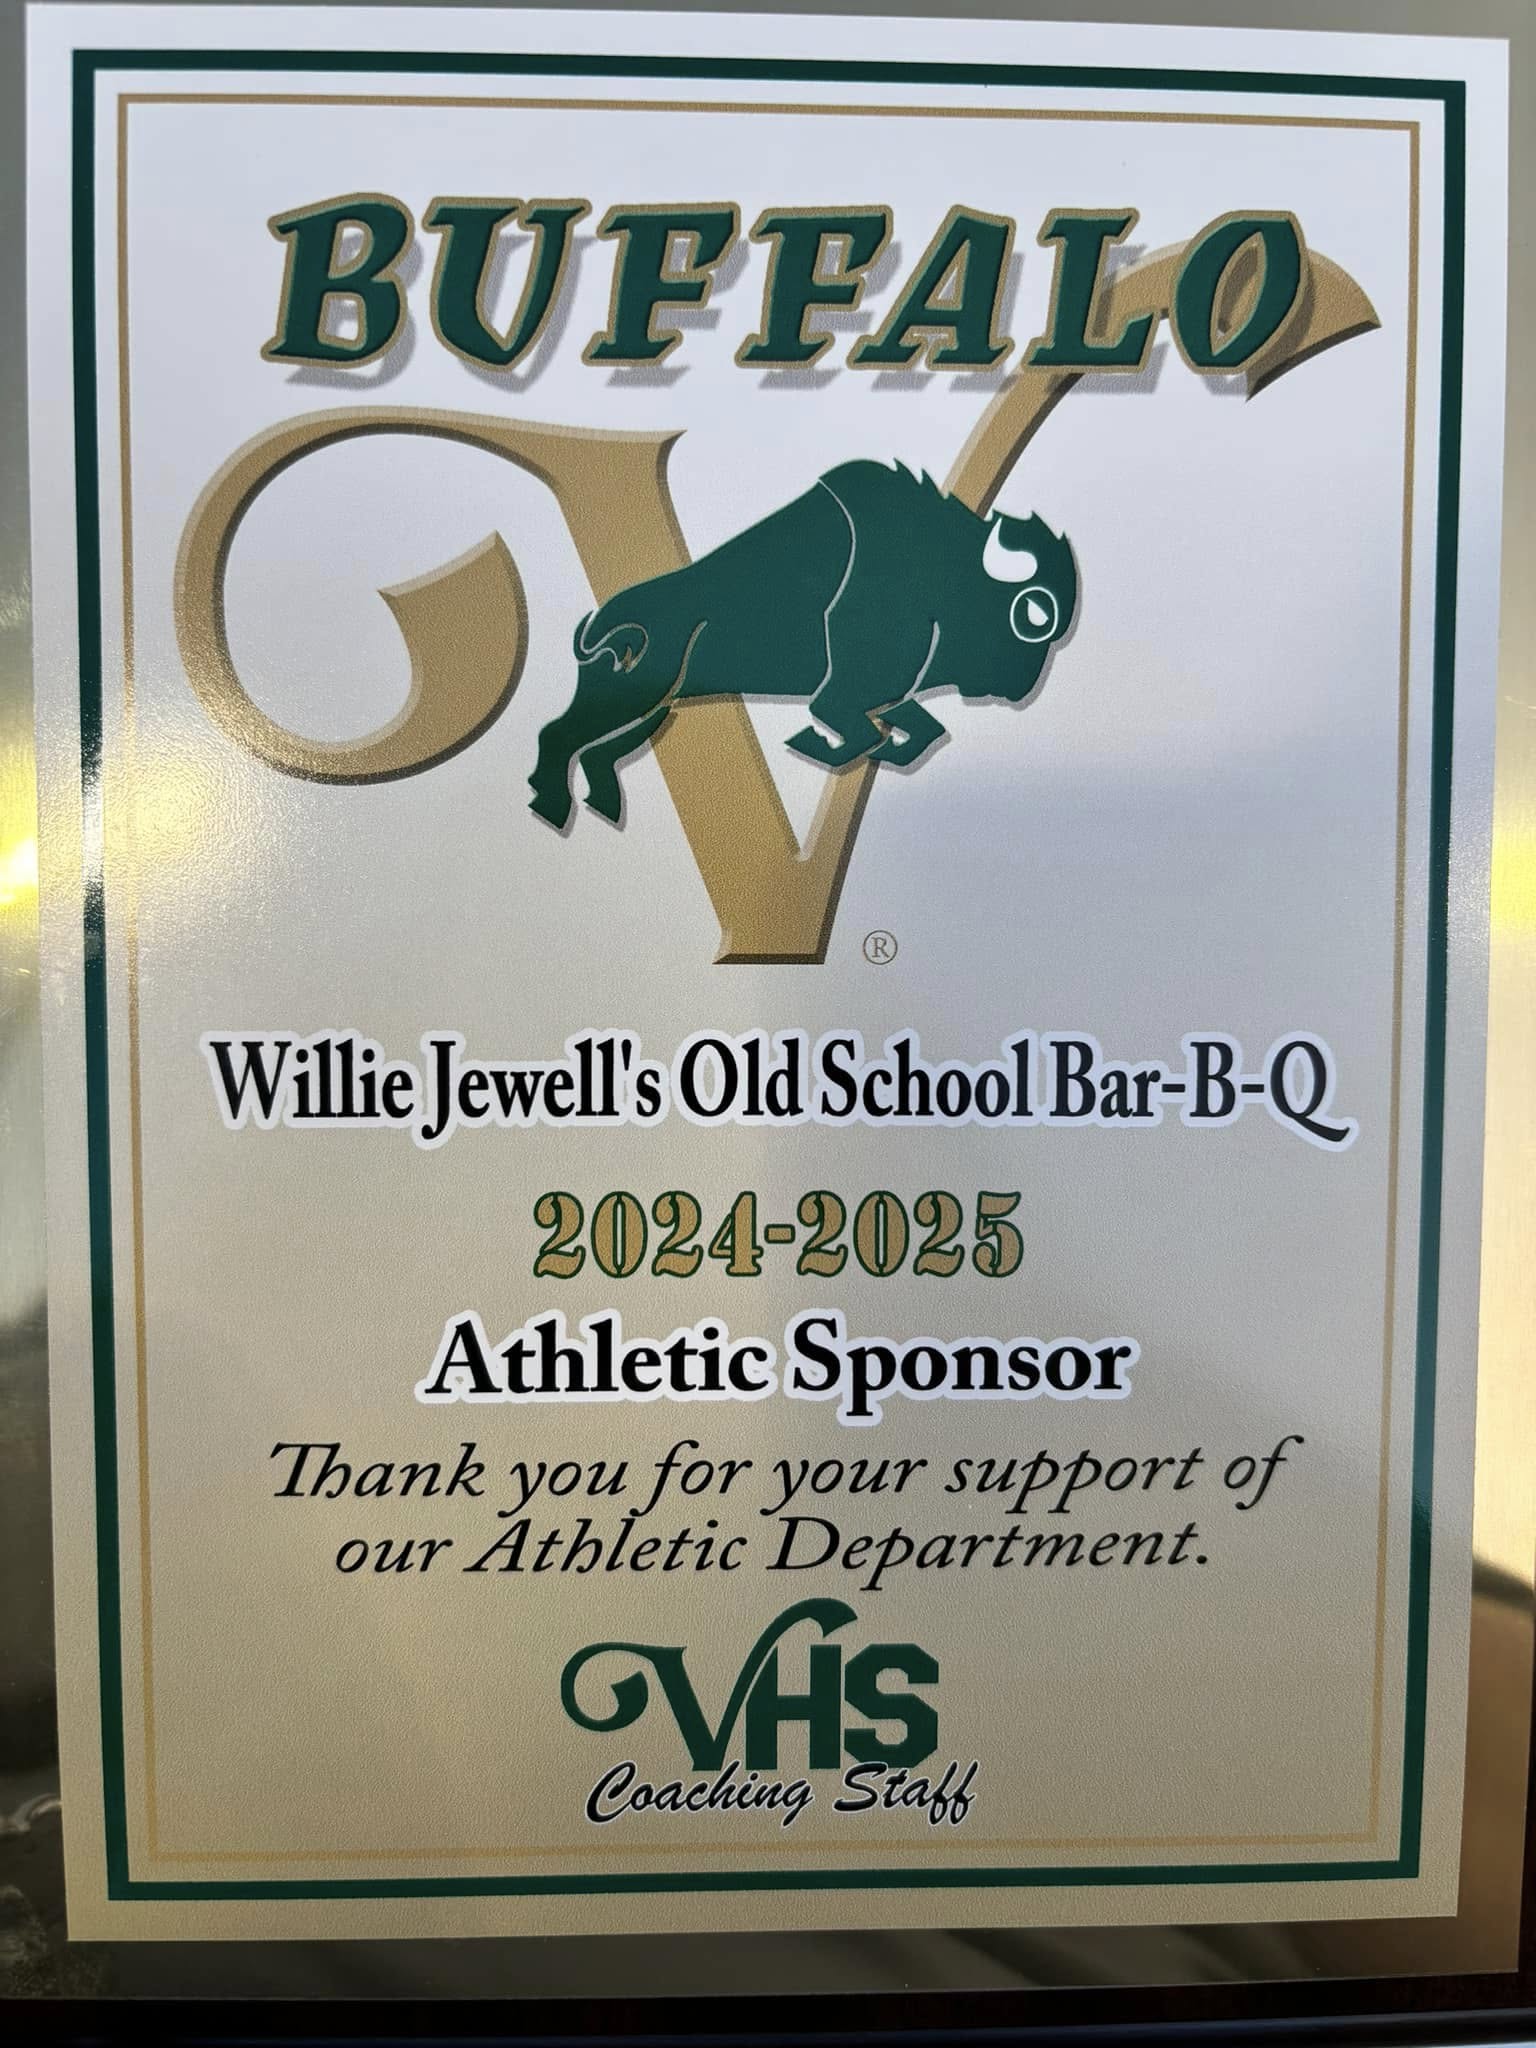 BUFFALO
V
®
Willie Jewell's Old School Bar-B-Q
2024-2025
Athletic Sponsor
Thank you for your support of
our Athletic Department.
VHS
Coaching Staff